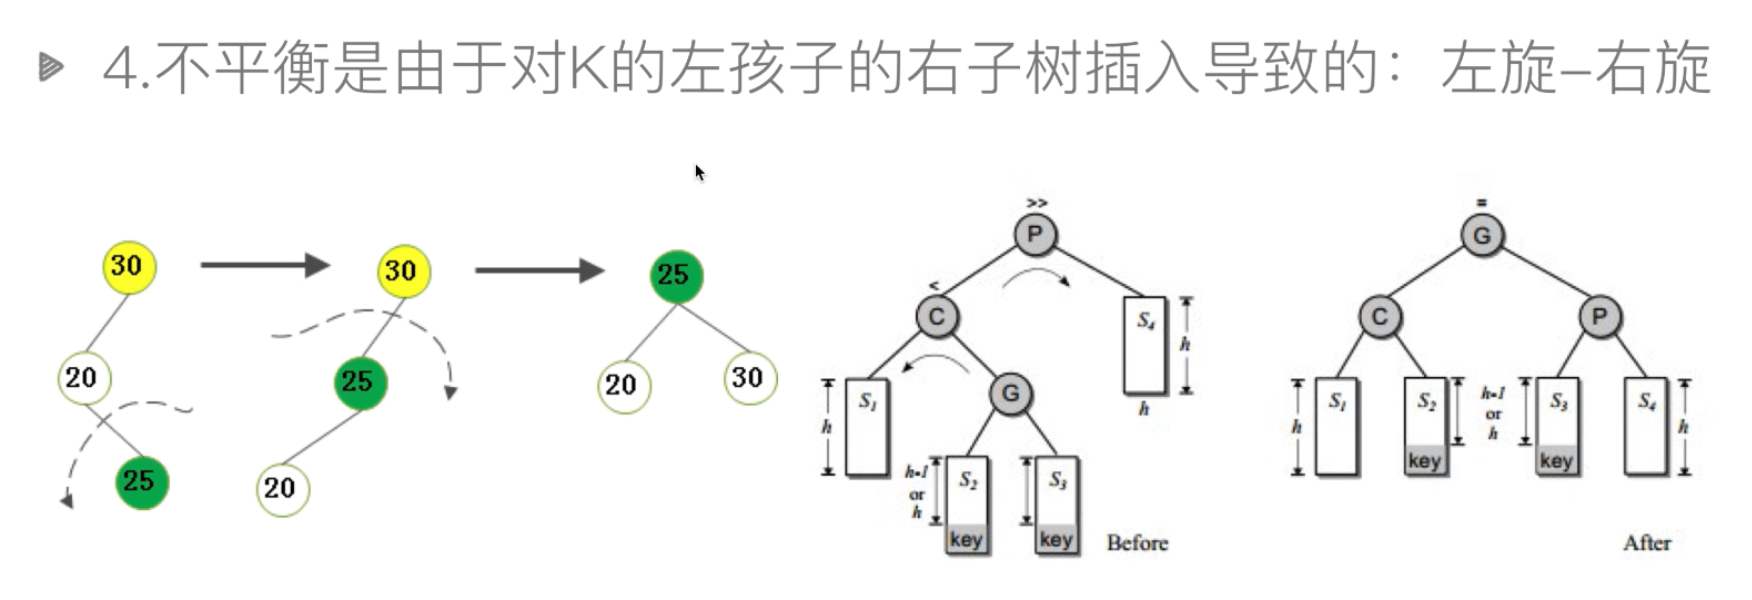 4.不平衡是由于对K的左孩子的右子树插入导致的：左旋–右旋
30
20
25
30
25
20
25
20
30
>>
P
<
C
S4
h
h
G
S1
h
h-1
or
h
S2
S3
key
key
Before
=
G
C
P
S1
h
S2
key
h-1
or
h
S3
key
S4
h
After